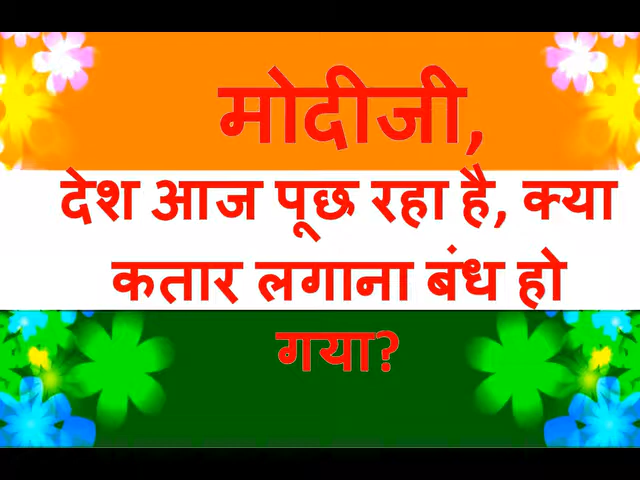 मोदीजी,
देश आज पूछ रहा है, क्या
कतार लगाना बंध हो
गया?